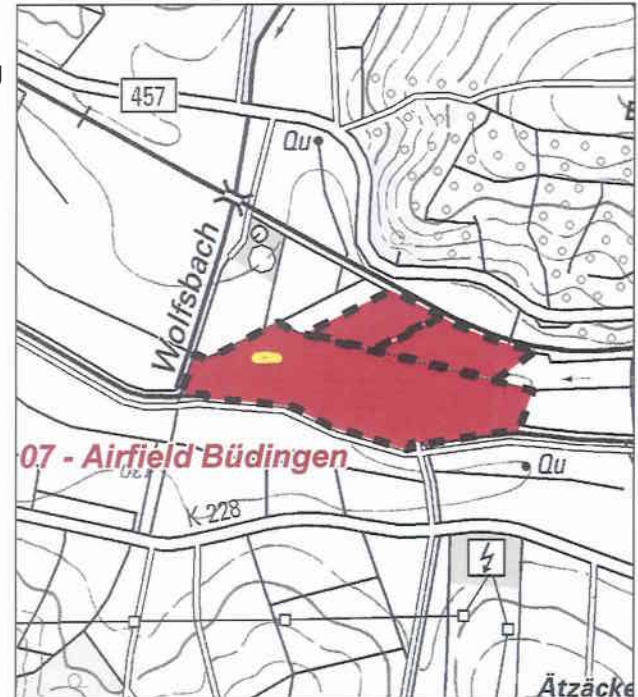 457
Qu
Wolfsbach
07 - Airfield Büdingen
Qu
K 228
Ätzäcke